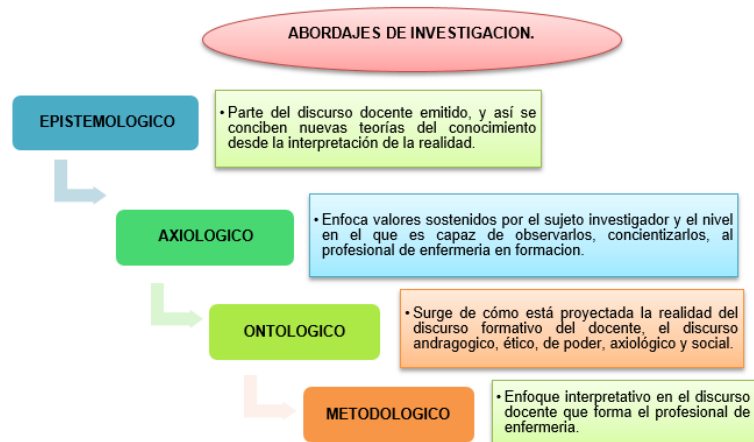 ABORDAJES DE INVESTIGACION.
EPISTEMOLOGICO
• Parte del discurso docente emitido, y así se
conciben nuevas teorías del conocimiento
desde la interpretación de la realidad.
AXIOLOGICO
• Enfoca valores sostenidos por el sujeto investigador y el nivel
en el que es capaz de observarlos, concientizarlos, al
profesional de enfermeria en formacion.
ONTOLOGICO
• Surge de cómo está proyectada la realidad del
discurso formativo del docente, el discurso
andragogico, ético, de poder, axiológico y social.
METODOLOGICO
• Enfoque interpretativo en el discurso
docente que forma el profesional de
enfermeria.